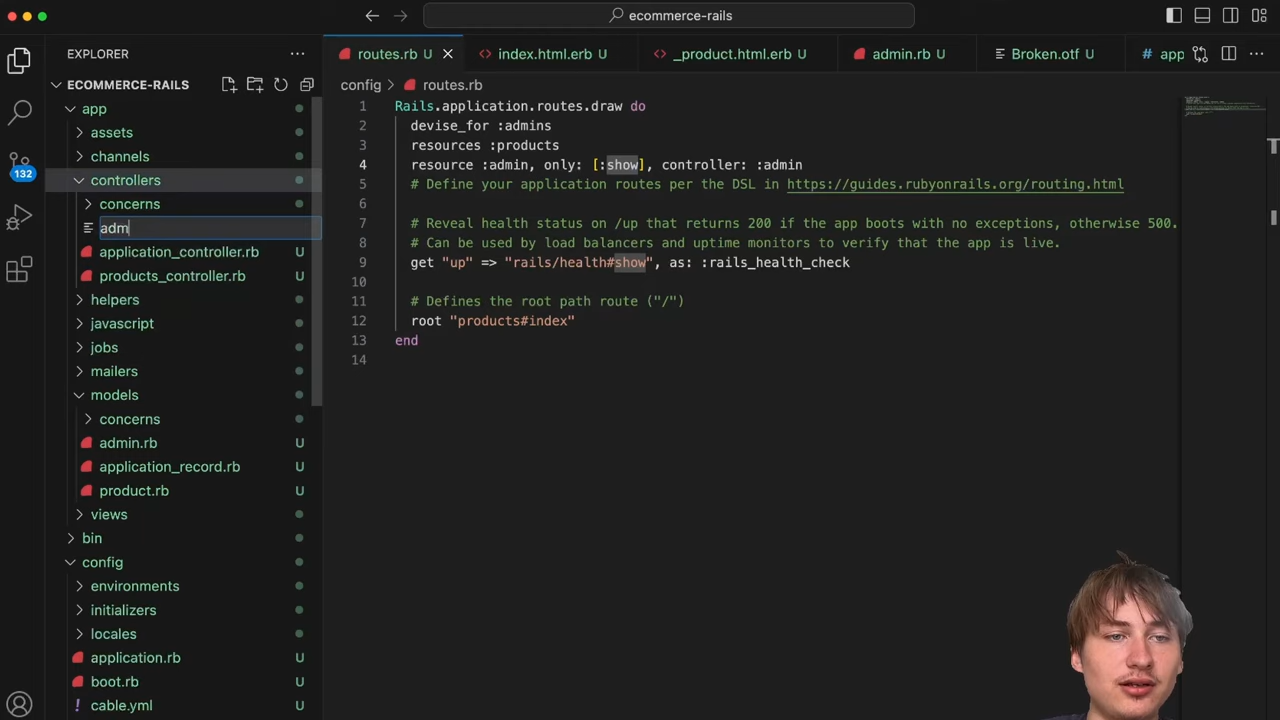 ecommerce-rails
EXPLORER
ECOMMERCE-RAILS
app
assets
channels
controllers
concerns
adm
application_controller.rb U
products_controller.rb U
helpers
javascript
jobs
mailers
models
concerns
admin.rb U
application_record.rb U
product.rb U
views
bin
config
environments
initializers
locales
application.rb U
boot.rb U
! cable.yml U
132
routes.rb U
index.html.erb U
_product.html.erb U
admin.rb U
Broken.otf U
# app
config > routes.rb
1 Rails.application.routes.draw do
2 devise_for :admins
3 resources :products
4 resource :admin, only: [:show], controller: :admin
5 # Define your application routes per the DSL in https://guides.rubyonrails.org/routing.html
6
7 # Reveal health status on /up that returns 200 if the app boots with no exceptions, otherwise 500.
8 # Can be used by load balancers and uptime monitors to verify that the app is live.
9 get "up" => "rails/health#show", as: :rails_health_check
10
11 # Defines the root path route ("/")
12 root "products#index"
13 end
14